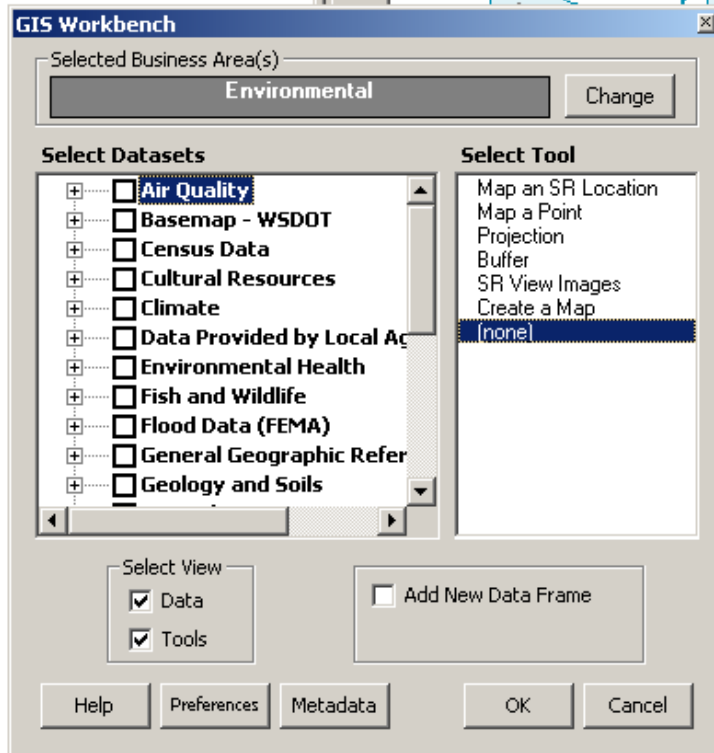 GIS Workbench
Selected Business Area(s)
Environmental
Change
Select Datasets
Air Quality
Basemap - WSDOT
Census Data
Cultural Resources
Climate
Data Provided by Local Ag
Environmental Health
Fish and Wildlife
Flood Data (FEMA)
General Geographic Refer
Geology and Soils
Select Tool
Map an SR Location
Map a Point
Projection
Buffer
SR View Images
Create a Map
(none)
Select View
Data
Tools
Add New Data Frame
Help
Preferences
Metadata
OK
Cancel